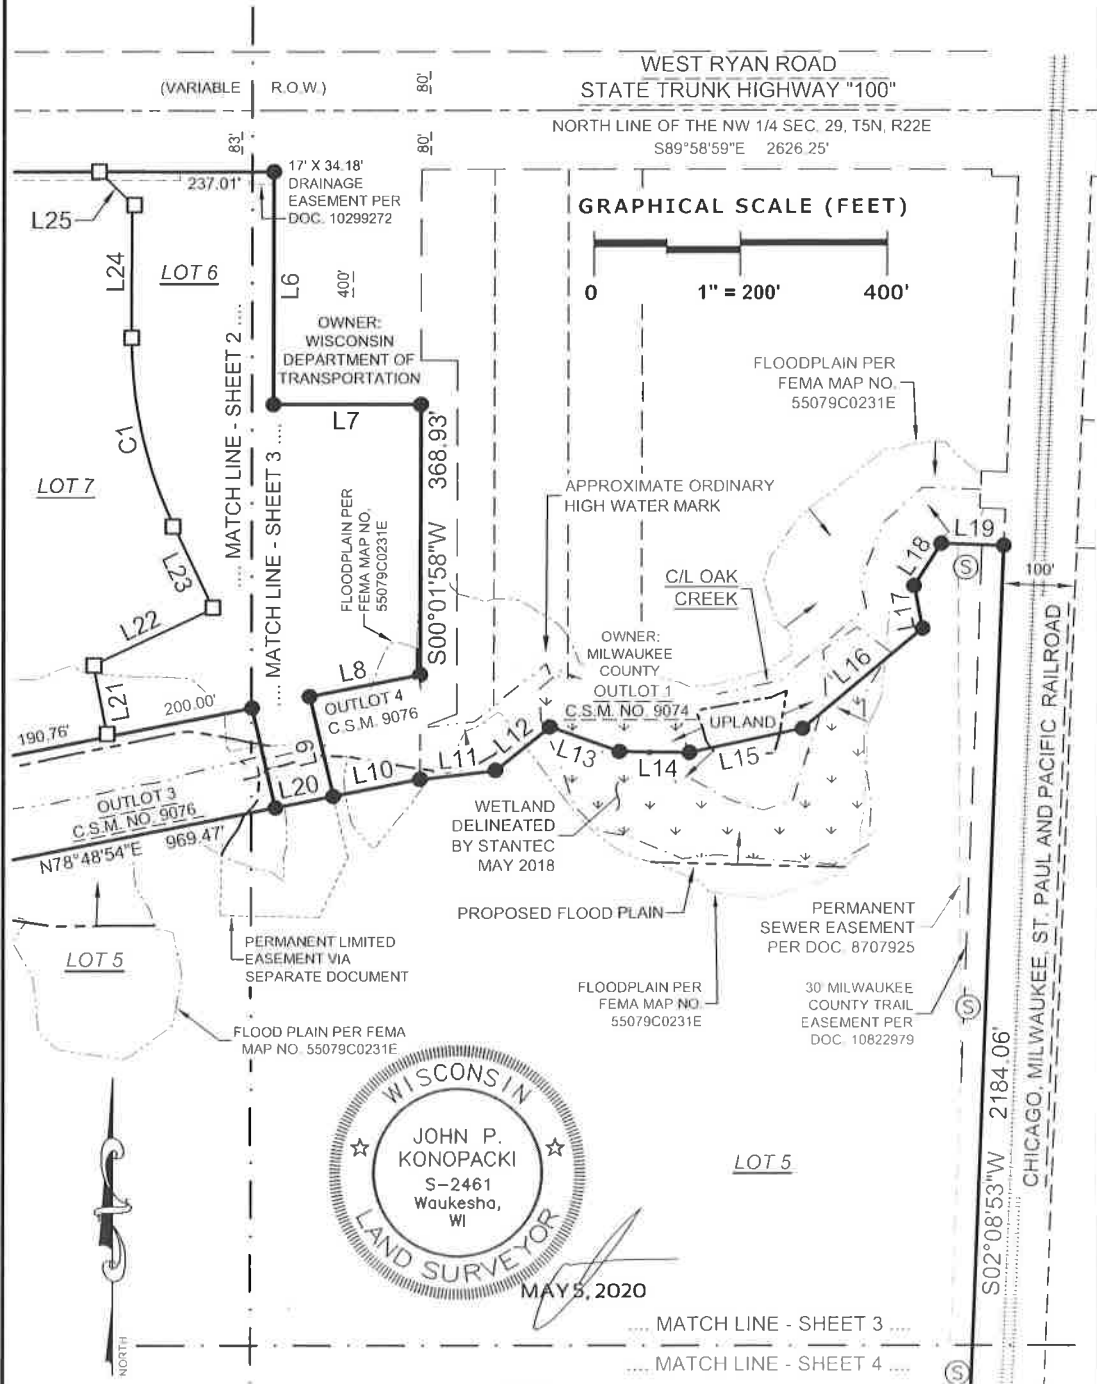 WEST RYAN ROAD
STATE TRUNK HIGHWAY "100"
(VARIABLE R.O.W.)
80'
83'
80'
NORTH LINE OF THE NW 1/4 SEC. 29, T5N, R22E
S89°58'59"E 2626.25'
237.01'
17' X 34.18'
DRAINAGE
EASEMENT PER
DOC. 10299272
L25
L24
LOT 6
L6
400'
GRAPHICAL SCALE (FEET)
0 1" = 200' 400'
OWNER:
WISCONSIN
DEPARTMENT OF
TRANSPORTATION
.... MATCH LINE - SHEET 2 ....
.... MATCH LINE - SHEET 3 ....
L7
C1
LOT 7
S00°01'58"W 368.93'
FLOODPLAIN PER
FEMA MAP NO.
55079C0231E
FLOODPLAIN PER
FEMA MAP NO.
55079C0231E
APPROXIMATE ORDINARY
HIGH WATER MARK
C/L OAK
CREEK
L19
L18
L17
L16
S
100'
L23
L22
L21
OWNER:
MILWAUKEE
COUNTY
OUTLOT 1
C.S.M. NO. 9074
UPLAND
L8
OUTLOT 4
C.S.M. 9076
200.00'
190.76'
L9
L20
L10
L11
L12
L13
L14
L15
OUTLOT 3
C.S.M. NO. 9076
N78°48'54"E 969.47'
WETLAND
DELINEATED
BY STANTEC
MAY 2018
PROPOSED FLOOD PLAIN
PERMANENT
SEWER EASEMENT
PER DOC. 8707925
LOT 5
PERMANENT LIMITED
EASEMENT VIA
SEPARATE DOCUMENT
FLOODPLAIN PER
FEMA MAP NO.
55079C0231E
30' MILWAUKEE
COUNTY TRAIL
EASEMENT PER
DOC. 10822979
S
FLOOD PLAIN PER FEMA
MAP NO. 55079C0231E
CHICAGO, MILWAUKEE, ST. PAUL AND PACIFIC RAILROAD
S02°08'53"W 2184.06'
WISCONSIN
JOHN P.
KONOPACKI
S-2461
Waukesha,
WI
LAND SURVEYOR
MAY 5, 2020
LOT 5
NORTH
.... MATCH LINE - SHEET 3 ....
.... MATCH LINE - SHEET 4 ....
S